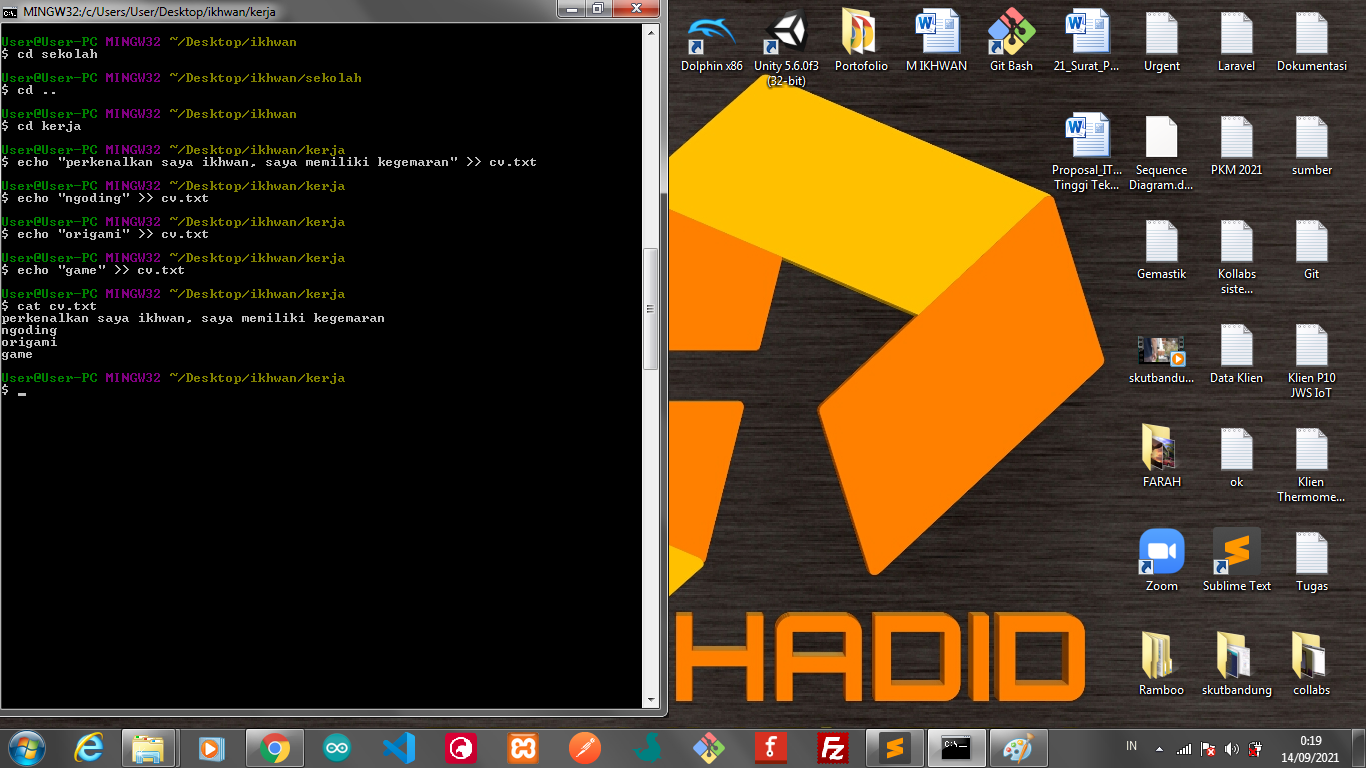 MINGW32:/c/Users/User/Desktop/ikhwan/kerja
User@User-PC MINGW32 ~/Desktop/ikhwan
$ cd sekolah
User@User-PC MINGW32 ~/Desktop/ikhwan/sekolah
$ cd ..
User@User-PC MINGW32 ~/Desktop/ikhwan
$ cd kerja
User@User-PC MINGW32 ~/Desktop/ikhwan/kerja
$ echo "perkenalkan saya ikhwan, saya memiliki kegemaran" >> cv.txt
User@User-PC MINGW32 ~/Desktop/ikhwan/kerja
$ echo "ngoding" >> cv.txt
User@User-PC MINGW32 ~/Desktop/ikhwan/kerja
$ echo "origami" >> cv.txt
User@User-PC MINGW32 ~/Desktop/ikhwan/kerja
$ echo "game" >> cv.txt
User@User-PC MINGW32 ~/Desktop/ikhwan/kerja
$ cat cv.txt
perkenalkan saya ikhwan, saya memiliki kegemaran
ngoding
origami
game
User@User-PC MINGW32 ~/Desktop/ikhwan/kerja
$
Dolphin x86
Unity 5.6.0f3
(32-bit)
Portofolio
M IKHWAN
Git Bash
21_Surat_P...
Urgent
Laravel
Dokumentasi
Proposal_IT...
Tinggi Tek...
Sequence
Diagram.d...
PKM 2021
sumber
Gemastik
Kollabs
siste...
Git
skutbandu...
Data Klien
Klien P10
JWS IoT
FARAH
ok
Klien
Thermome...
Zoom
Sublime Text
Tugas
Ramboo
skutbandung
collabs
HADID
IN
0:19
14/09/2021